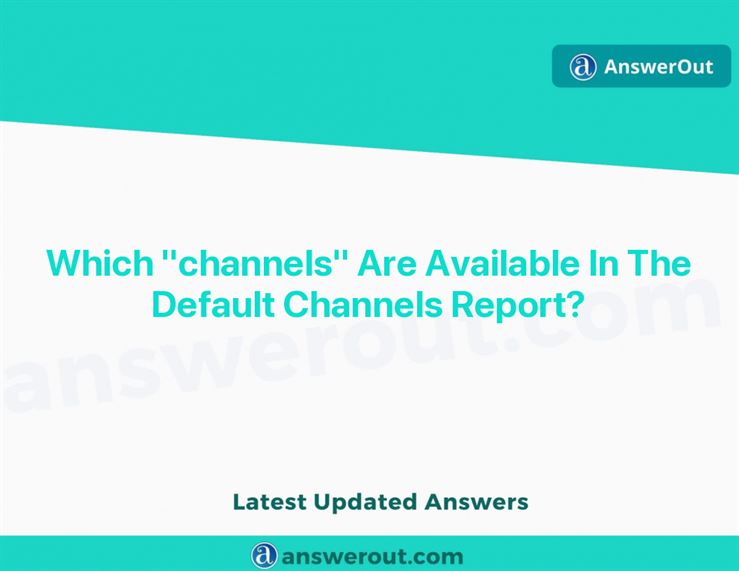 a AnswerOut
Which "channels" Are Available In The
Default Channels Report?
answerout.com
Latest Updated Answers
a answerout.com